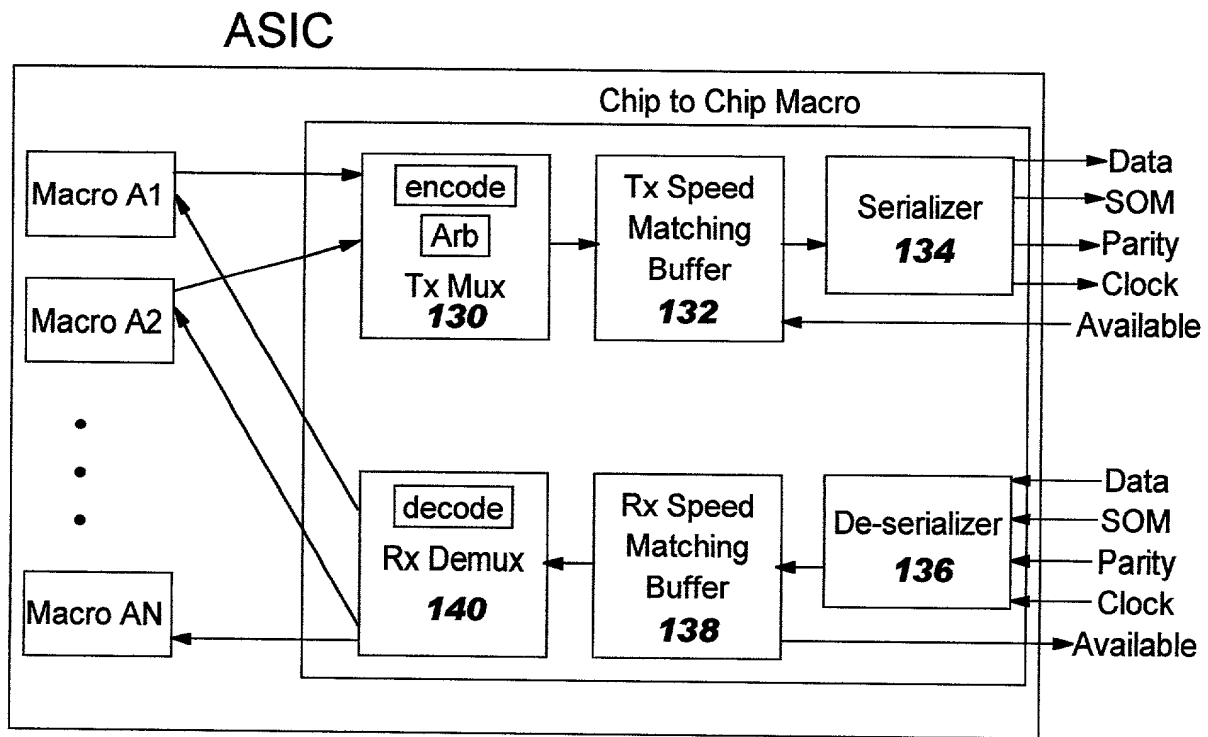 ASIC
Chip to Chip Macro
Macro A1
Macro A2
Macro AN
encode
Arb
Tx Mux
130
Tx Speed
Matching
Buffer
132
Serializer
134
Data
SOM
Parity
Clock
Available
decode
Rx Demux
140
Rx Speed
Matching
Buffer
138
De-serializer
136
Data
SOM
Parity
Clock
Available